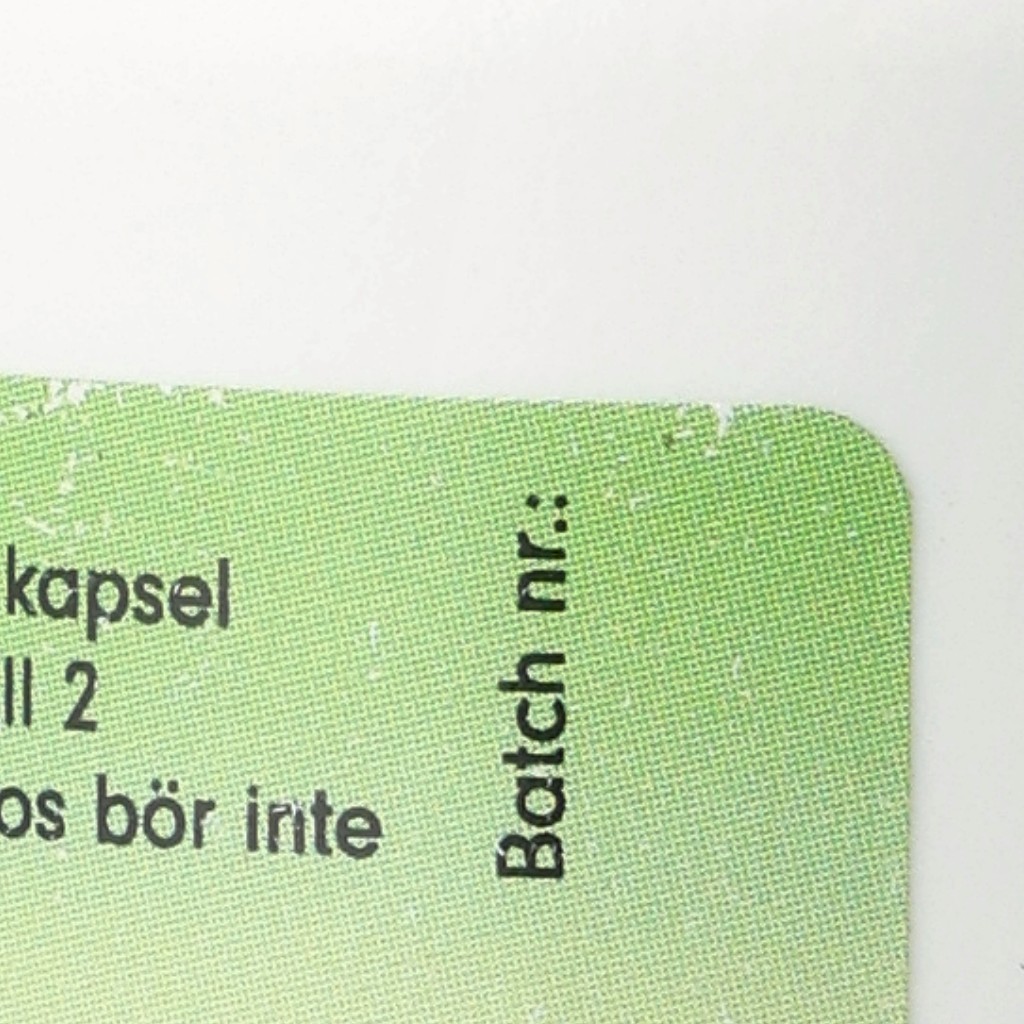 kapsel
ll 2
os bör inte
Batch nr.: